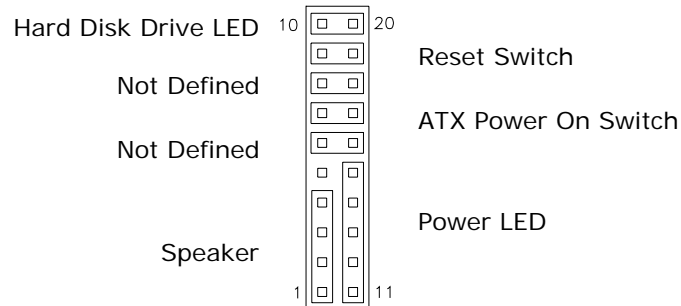 Hard Disk Drive LED 10 20
Reset Switch
Not Defined
ATX Power On Switch
Not Defined
Power LED
Speaker
1 11